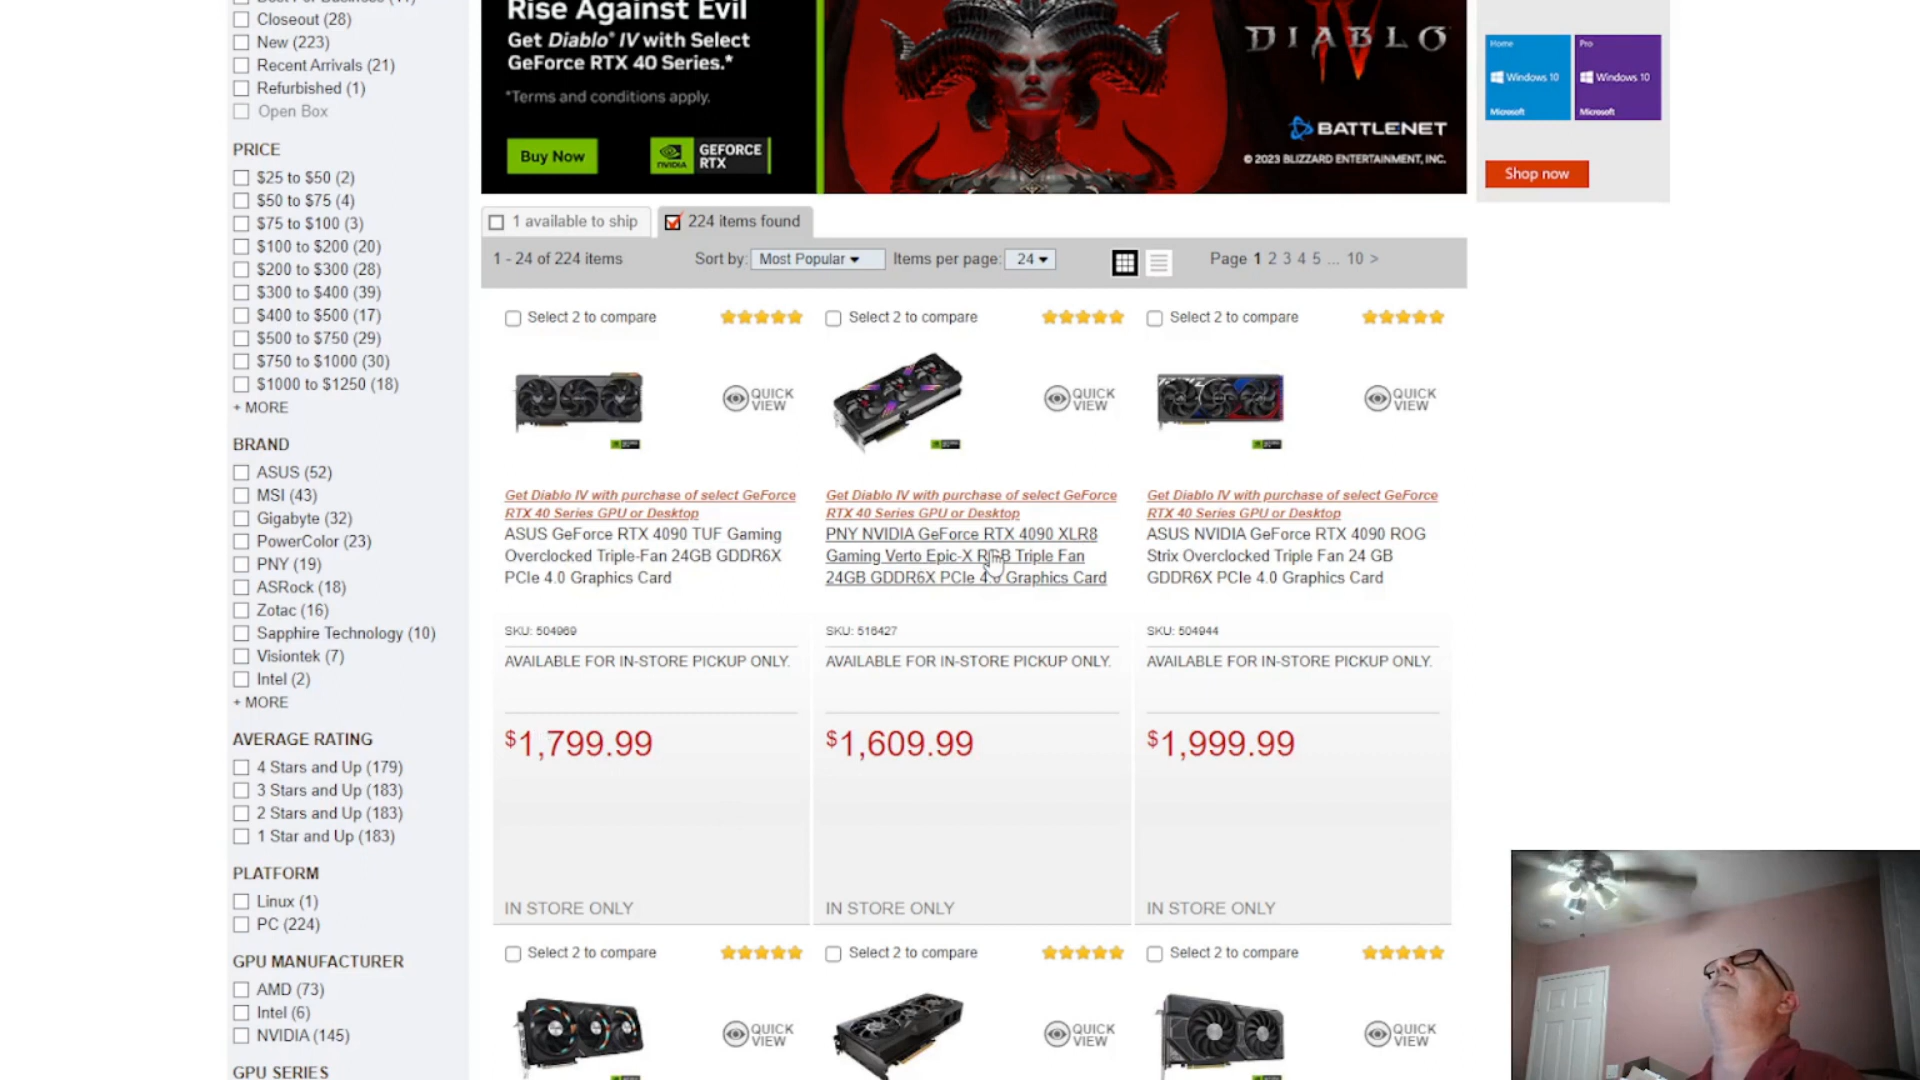 Closeout (28)
New (223)
Recent Arrivals (21)
Refurbished (1)
Open Box
PRICE
$25 to $50 (2)
$50 to $75 (4)
$75 to $100 (3)
$100 to $200 (20)
$200 to $300 (28)
$300 to $400 (39)
$400 to $500 (17)
$500 to $750 (29)
$750 to $1000 (30)
$1000 to $1250 (18)
+ MORE
BRAND
ASUS (52)
MSI (43)
Gigabyte (32)
PowerColor (23)
PNY (19)
ASRock (18)
Zotac (16)
Sapphire Technology (10)
Visiontek (7)
Intel (2)
+ MORE
AVERAGE RATING
4 Stars and Up (179)
3 Stars and Up (183)
2 Stars and Up (183)
1 Star and Up (183)
PLATFORM
Linux (1)
PC (224)
GPU MANUFACTURER
AMD (73)
Intel (6)
NVIDIA (145)
GPU SERIES
Rise Against Evil
Get Diablo® IV with Select
GeForce RTX 40 Series.*
*Terms and conditions apply.
Buy Now
NVIDIA
GEFORCE
RTX
DIABLO
IV
BATTLENET
© 2023 BLIZZARD ENTERTAINMENT, INC.
Home
Windows 10
Microsoft
Pro
Windows 10
Microsoft
Shop now
1 available to ship
224 items found
1 - 24 of 224 items
Sort by: Most Popular
Items per page: 24
Page 1 2 3 4 5 ... 10 >
Select 2 to compare
QUICK
VIEW
Get Diablo IV with purchase of select GeForce
RTX 40 Series GPU or Desktop
ASUS GeForce RTX 4090 TUF Gaming
Overclocked Triple-Fan 24GB GDDR6X
PCIe 4.0 Graphics Card
SKU: 504969
AVAILABLE FOR IN-STORE PICKUP ONLY.
$1,799.99
IN STORE ONLY
Select 2 to compare
QUICK
VIEW
Get Diablo IV with purchase of select GeForce
RTX 40 Series GPU or Desktop
PNY NVIDIA GeForce RTX 4090 XLR8
Gaming Verto Epic-X RGB Triple Fan
24GB GDDR6X PCIe 4.0 Graphics Card
SKU: 516427
AVAILABLE FOR IN-STORE PICKUP ONLY.
$1,609.99
IN STORE ONLY
Select 2 to compare
QUICK
VIEW
Get Diablo IV with purchase of select GeForce
RTX 40 Series GPU or Desktop
ASUS NVIDIA GeForce RTX 4090 ROG
Strix Overclocked Triple Fan 24 GB
GDDR6X PCIe 4.0 Graphics Card
SKU: 504944
AVAILABLE FOR IN-STORE PICKUP ONLY.
$1,999.99
IN STORE ONLY
Select 2 to compare
QUICK
VIEW
Select 2 to compare
QUICK
VIEW
Select 2 to compare
QUICK
VIEW